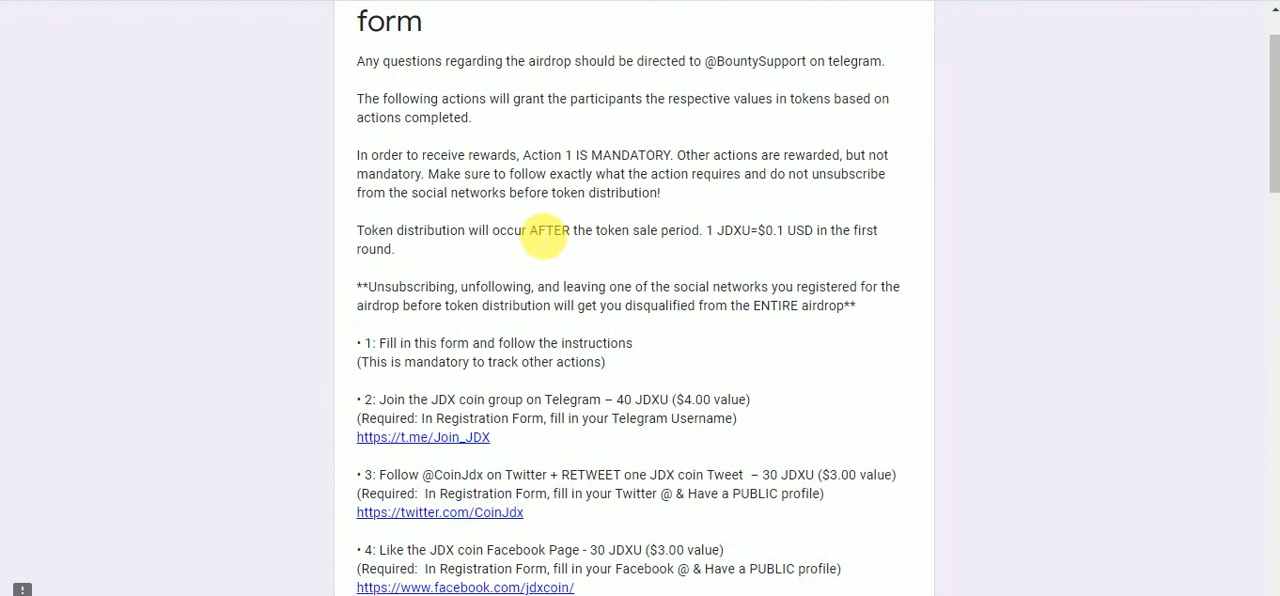 form
Any questions regarding the airdrop should be directed to @BountySupport on telegram.
The following actions will grant the participants the respective values in tokens based on
actions completed.
In order to receive rewards, Action 1 IS MANDATORY. Other actions are rewarded, but not
mandatory. Make sure to follow exactly what the action requires and do not unsubscribe
from the social networks before token distribution!
Token distribution will occur AFTER the token sale period. 1 JDXU=$0.1 USD in the first
round.
**Unsubscribing, unfollowing, and leaving one of the social networks you registered for the
airdrop before token distribution will get you disqualified from the ENTIRE airdrop**
• 1: Fill in this form and follow the instructions
(This is mandatory to track other actions)
• 2: Join the JDX coin group on Telegram – 40 JDXU ($4.00 value)
(Required: In Registration Form, fill in your Telegram Username)
https://t.me/Join_JDX
• 3: Follow @CoinJdx on Twitter + RETWEET one JDX coin Tweet  – 30 JDXU ($3.00 value)
(Required:  In Registration Form, fill in your Twitter @ & Have a PUBLIC profile)
https://twitter.com/CoinJdx
• 4: Like the JDX coin Facebook Page - 30 JDXU ($3.00 value)
(Required:  In Registration Form, fill in your Facebook @ & Have a PUBLIC profile)
https://www.facebook.com/jdxcoin/